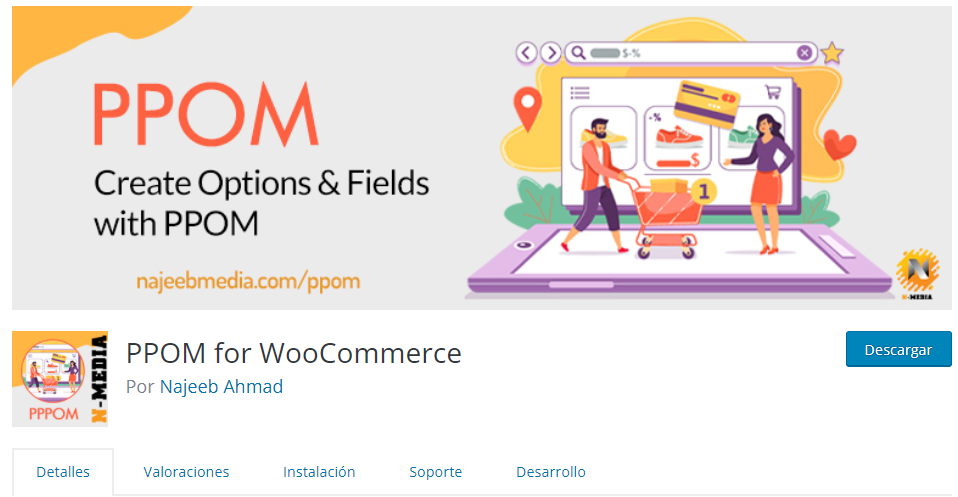 $-%
PPOM
-%
$
1
Create Options & Fields
with PPOM
najeebmedia.com/ppom
N
N-MEDIA
PPPOM
N-MEDIA
PPOM for WooCommerce
Por Najeeb Ahmad
Descargar
Detalles
Valoraciones
Instalación
Soporte
Desarrollo